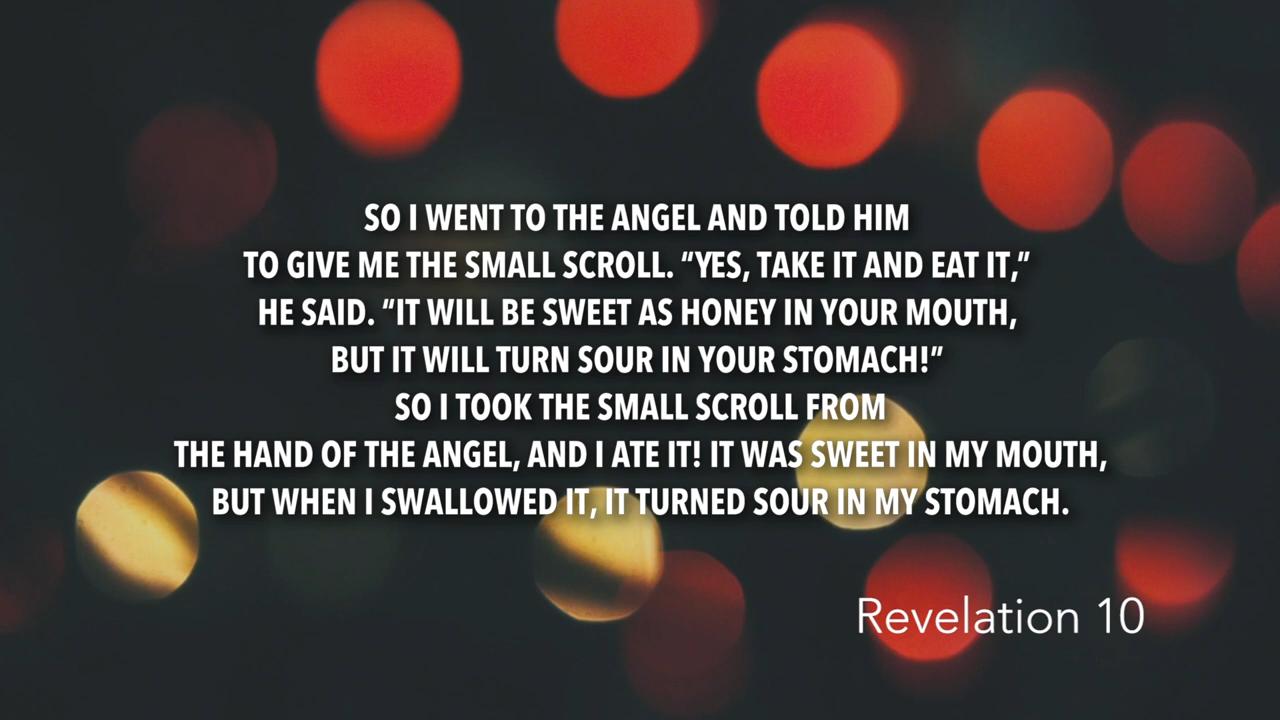 SO I WENT TO THE ANGEL AND TOLD HIM
TO GIVE ME THE SMALL SCROLL. “YES, TAKE IT AND EAT IT,”
HE SAID. “IT WILL BE SWEET AS HONEY IN YOUR MOUTH,
BUT IT WILL TURN SOUR IN YOUR STOMACH!”
SO I TOOK THE SMALL SCROLL FROM
THE HAND OF THE ANGEL, AND I ATE IT! IT WAS SWEET IN MY MOUTH,
BUT WHEN I SWALLOWED IT, IT TURNED SOUR IN MY STOMACH.
Revelation 10